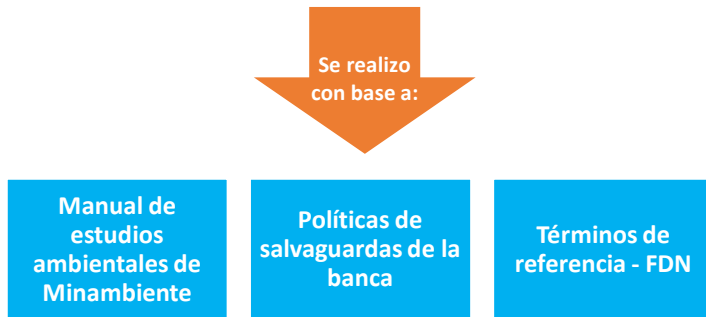 Se realizo
con base a:
Manual de
estudios
ambientales de
Minambiente
Políticas de
salvaguardas de la
banca
Términos de
referencia - FDN